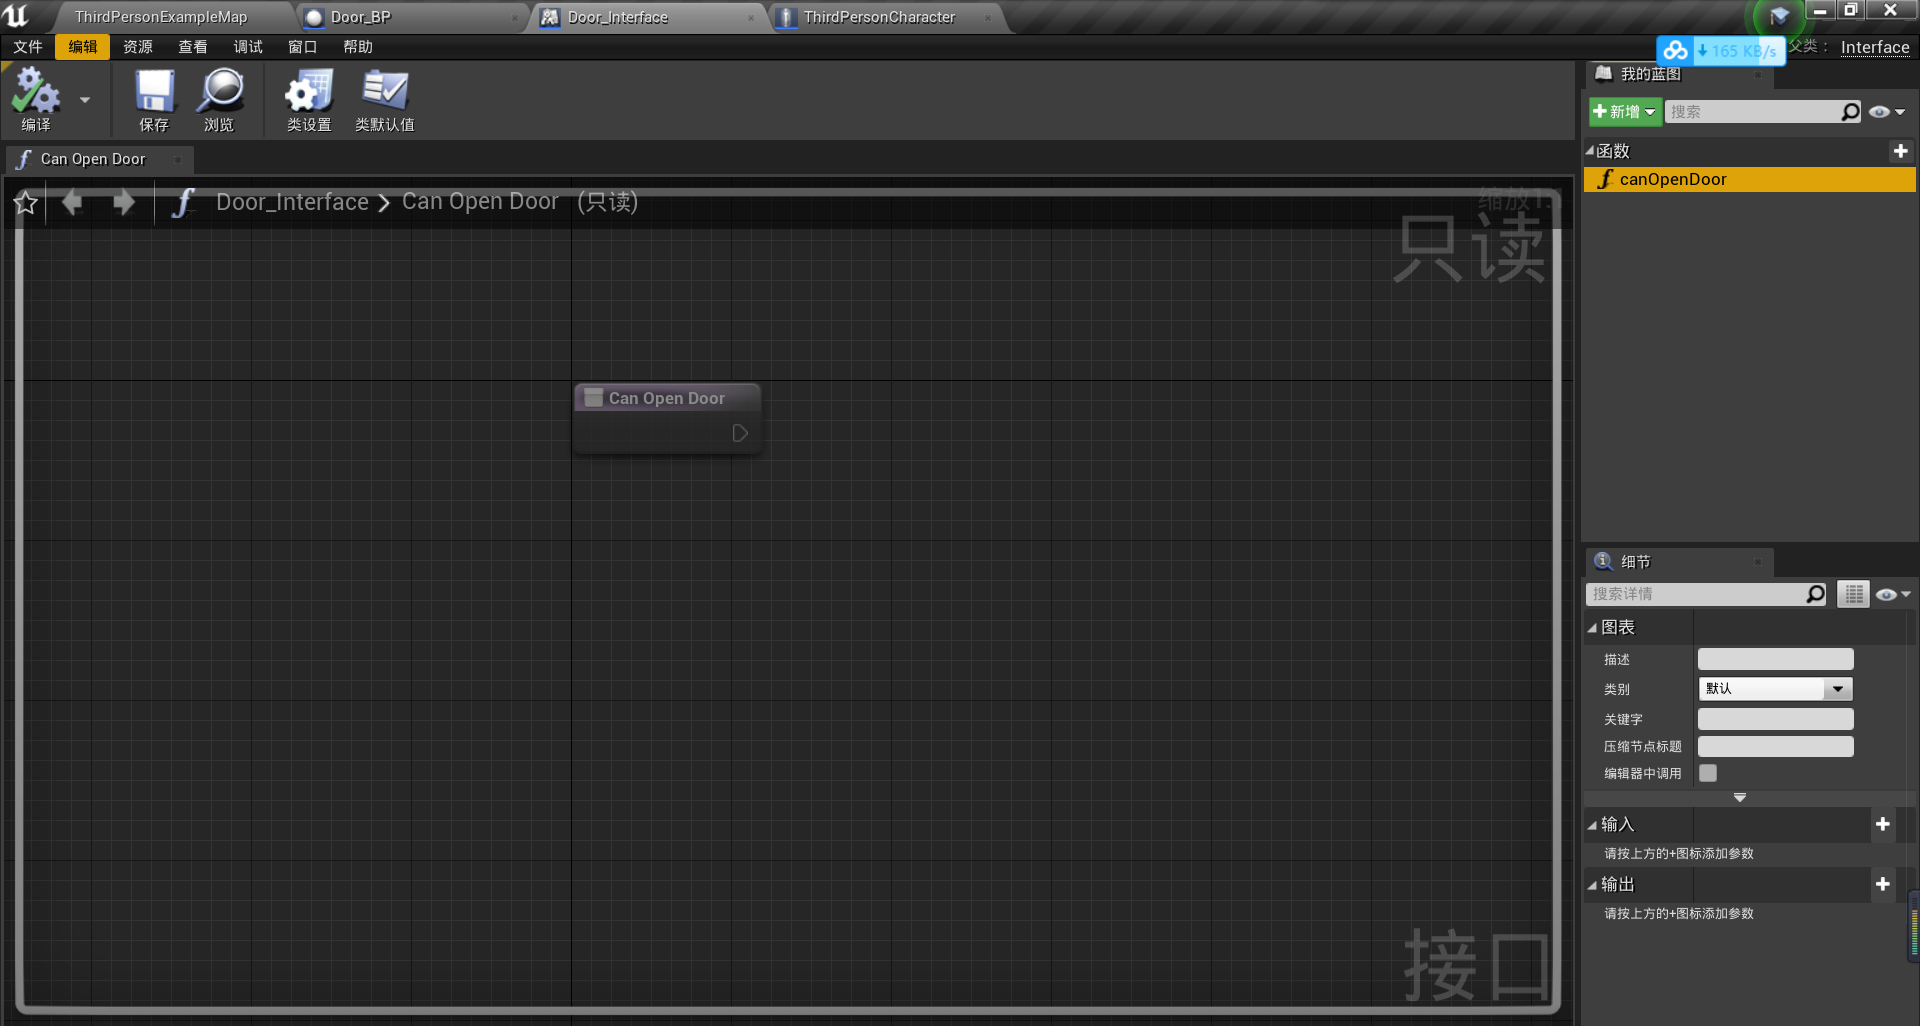 ThirdPersonExampleMap
Door_BP
Door_Interface
ThirdPersonCharacter
文件 编辑 资源 查看 调试 窗口 帮助
165 KB/s
父类： Interface
编译
保存
浏览
类设置
类默认值
我的蓝图
新增
搜索
函数
canOpenDoor
Can Open Door
Door_Interface > Can Open Door (只读)
缩放1:1
只读
Can Open Door
接口
细节
搜索详情
图表
描述
类别 默认
关键字
压缩节点标题
编辑器中调用
输入
请按上方的+图标添加参数
输出
请按上方的+图标添加参数